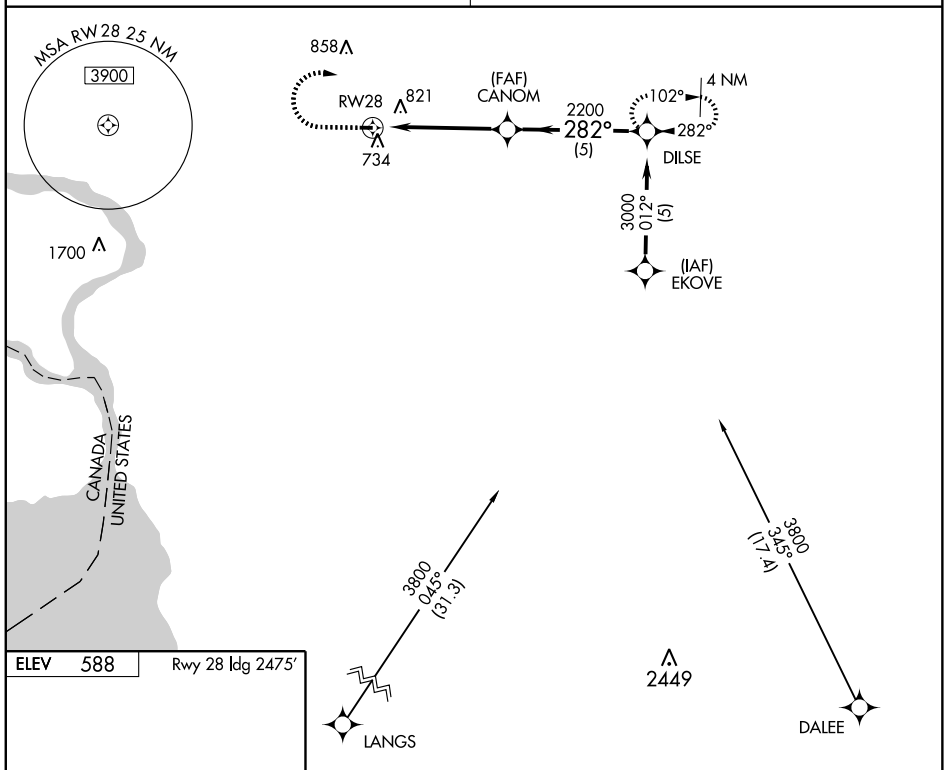 MSA RW28 25 NM
3900
858
RW28
821
734
(FAF)
CANOM
2200
282°
(5)
102°
4 NM
282°
DILSE
3000
012°
(5)
(IAF)
EKOVE
1700
CANADA
UNITED STATES
3800
045°
(31.3)
3800
345°
(17.4)
ELEV 588
Rwy 28 ldg 2475'
2449
LANGS
DALEE